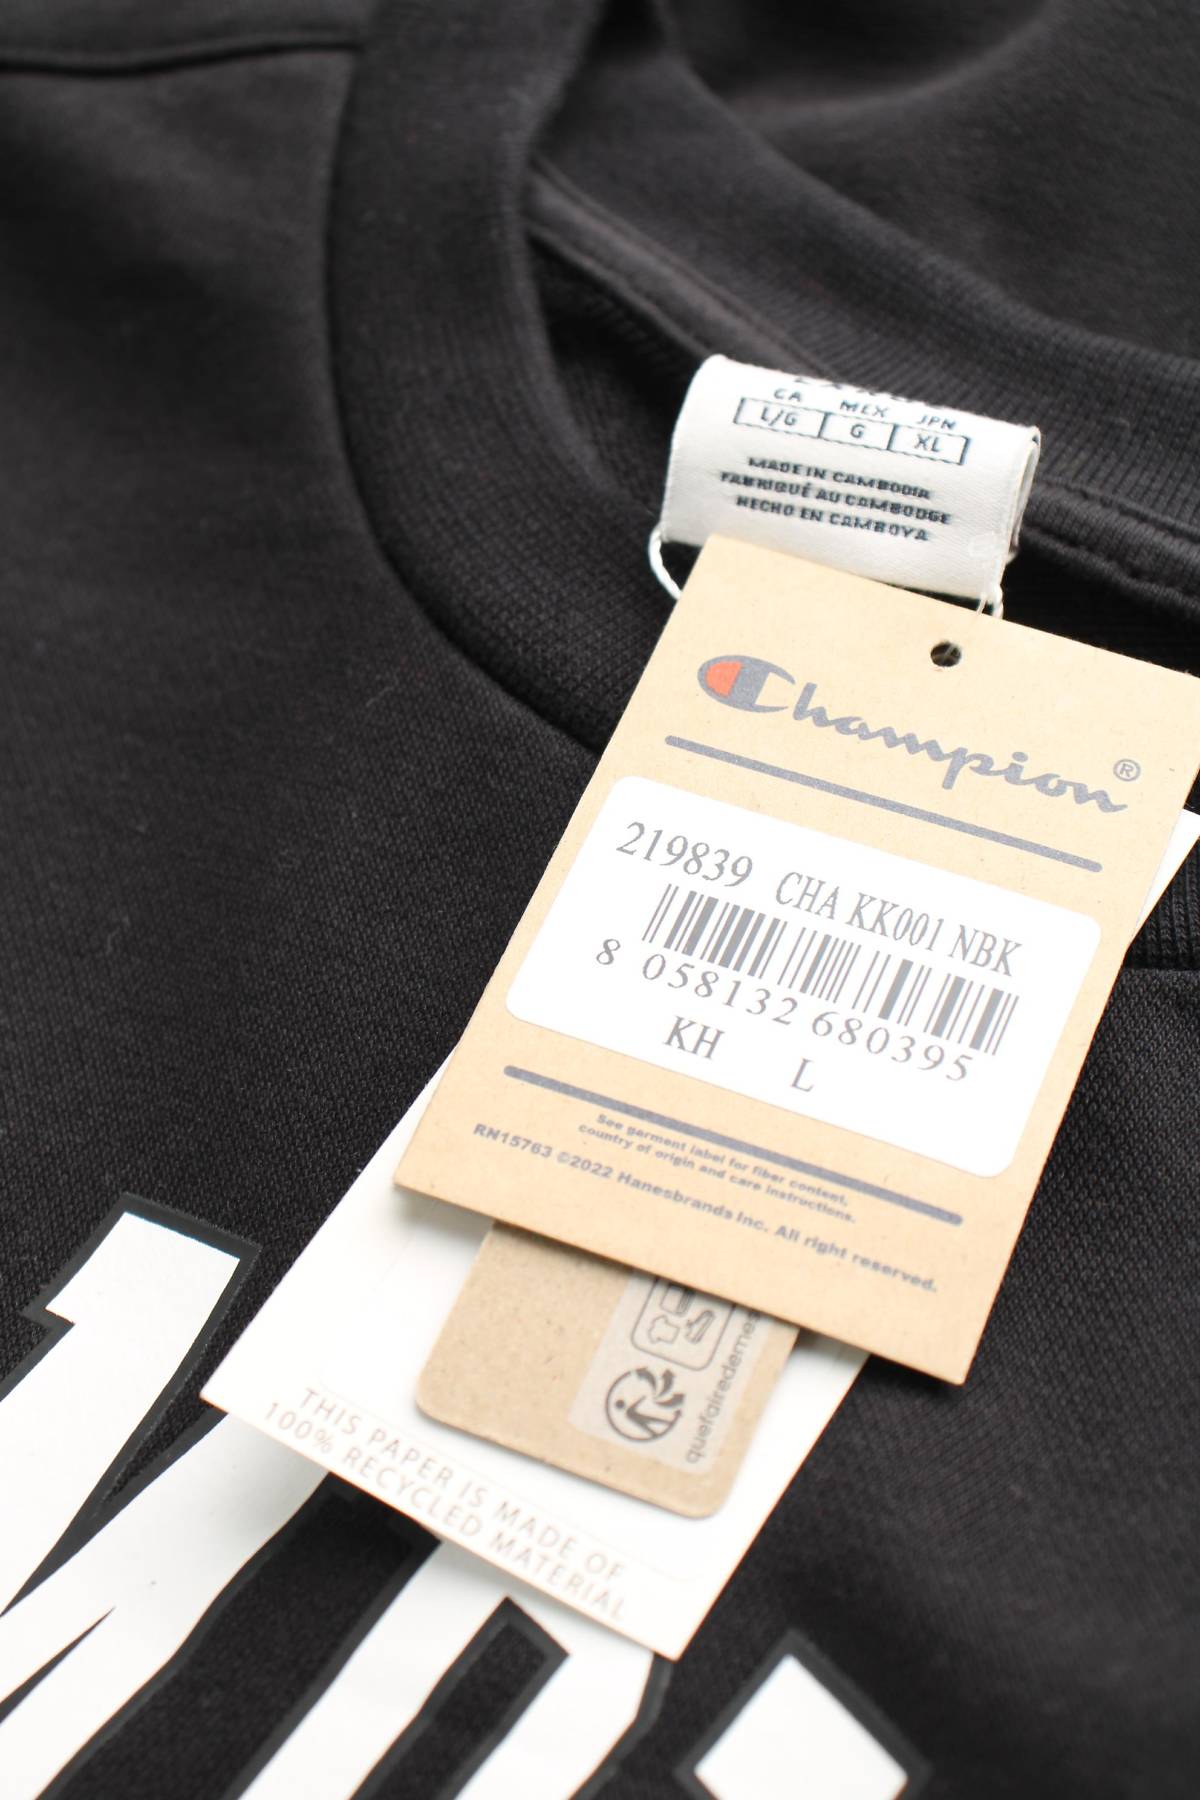 CA MEX JPN
L/G G XL
MADE IN CAMBODIA
FABRIQUÉ AU CAMBODGE
HECHO EN CAMBOYA
Champion®
219839 CHA KK001 NBK
8 058132 680395
KH L
See garment label for fiber content,
country of origin and care instructions.
RN15763 ©2022 Hanesbrands Inc. All right reserved.
quefairedemes
THIS PAPER IS MADE OF
100% RECYCLED MATERIAL